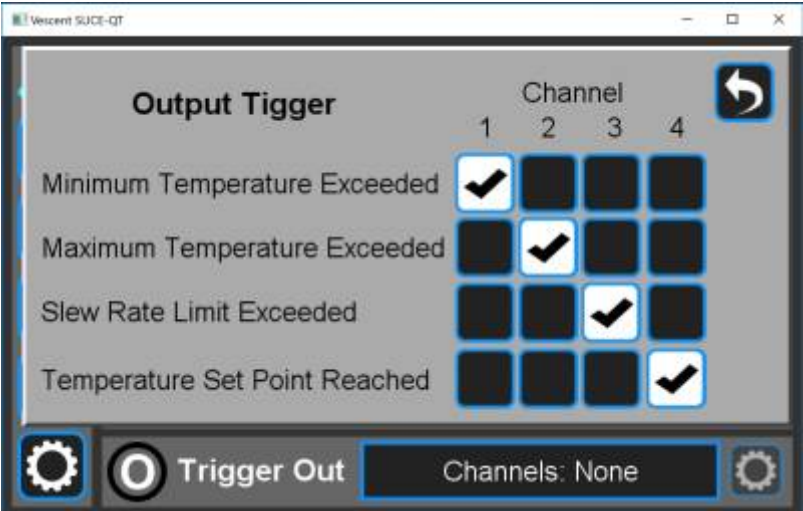 Vescent SLICE-QT
Output Tigger
Channel
1 2 3 4
Minimum Temperature Exceeded
Maximum Temperature Exceeded
Slew Rate Limit Exceeded
Temperature Set Point Reached
O Trigger Out Channels: None